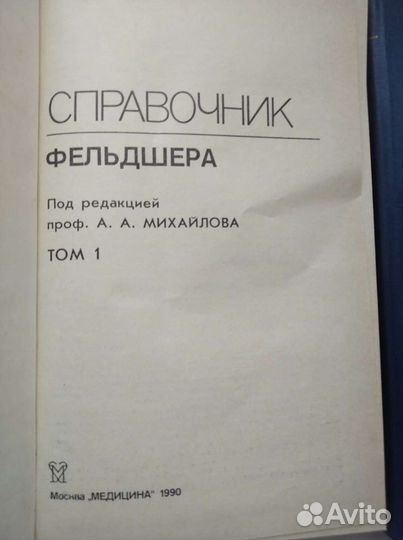 СПРАВОЧНИК
ФЕЛЬДШЕРА
Под редакцией
проф. А. А. МИХАЙЛОВА
ТОМ 1
Москва „МЕДИЦИНА" 1990
Avito